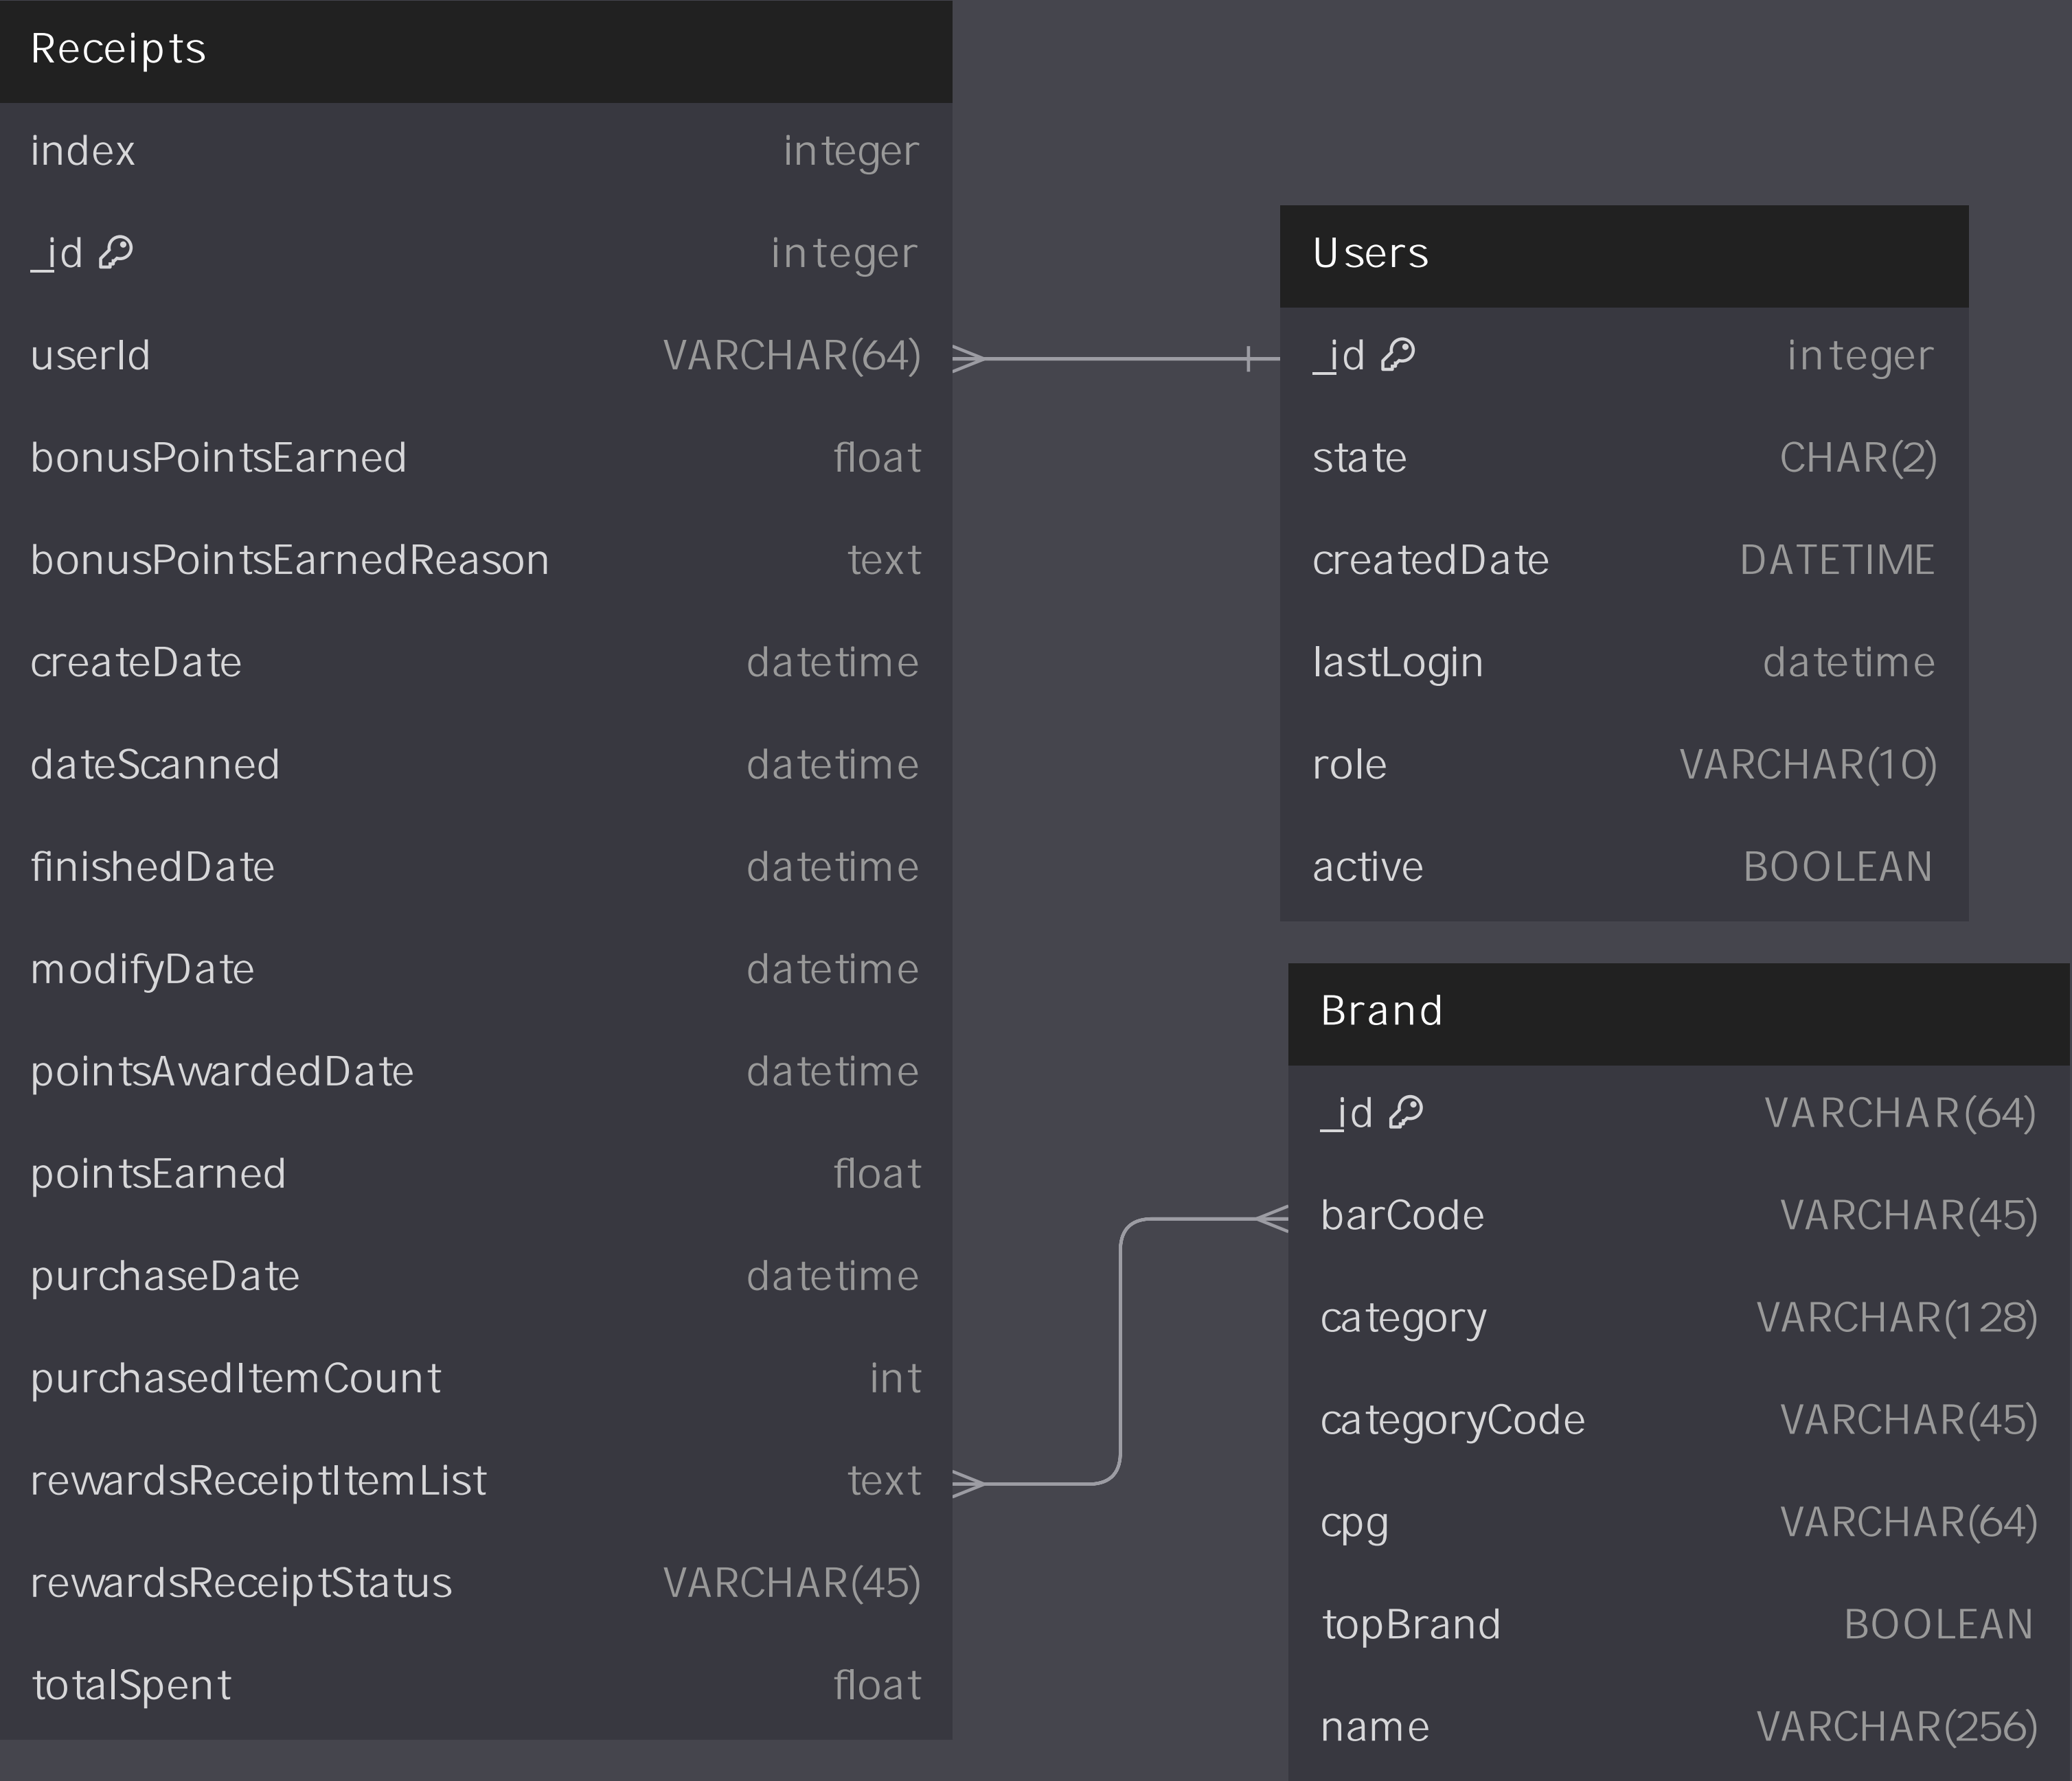 Receipts
index integer
_id integer
userId VARCHAR(64)
bonusPointsEarned float
bonusPointsEarnedReason text
createDate datetime
dateScanned datetime
finishedDate datetime
modifyDate datetime
pointsAwardedDate datetime
pointsEarned float
purchaseDate datetime
purchasedItemCount int
rewardsReceiptItemList text
rewardsReceiptStatus VARCHAR(45)
totalSpent float
Users
_id integer
state CHAR(2)
createdDate DATETIME
lastLogin datetime
role VARCHAR(10)
active BOOLEAN
Brand
_id VARCHAR(64)
barCode VARCHAR(45)
category VARCHAR(128)
categoryCode VARCHAR(45)
cpg VARCHAR(64)
topBrand BOOLEAN
name VARCHAR(256)